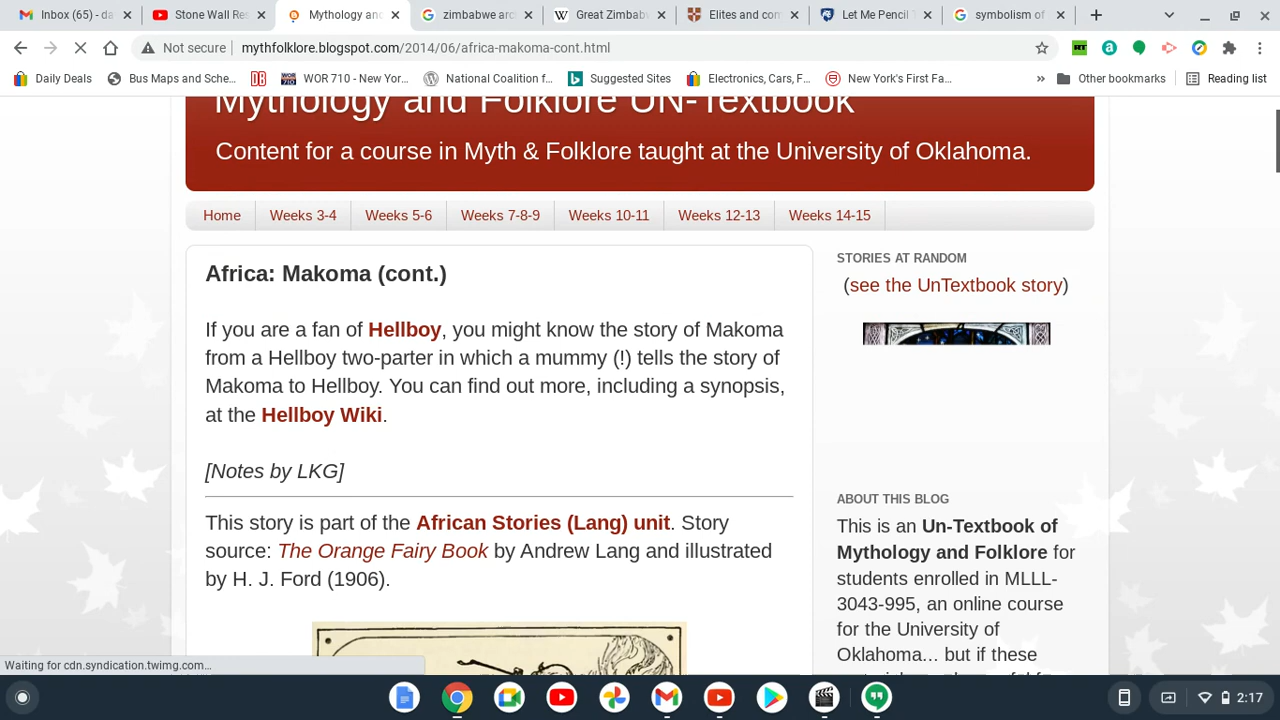 Inbox (65) - da
Stone Wall Res
Mythology and
zimbabwe arc
Great Zimbabw
Elites and com
Let Me Pencil T
symbolism of
Not secure
mythfolklore.blogspot.com/2014/06/africa-makoma-cont.html
Daily Deals
Bus Maps and Sche...
WOR 710 - New Yor...
National Coalition f...
Suggested Sites
Electronics, Cars, F...
New York's First Fa...
»
Other bookmarks
Reading list
Mythology and Folklore UN-Textbook
Content for a course in Myth & Folklore taught at the University of Oklahoma.
Home
Weeks 3-4
Weeks 5-6
Weeks 7-8-9
Weeks 10-11
Weeks 12-13
Weeks 14-15
Africa: Makoma (cont.)
If you are a fan of Hellboy, you might know the story of Makoma
from a Hellboy two-parter in which a mummy (!) tells the story of
Makoma to Hellboy. You can find out more, including a synopsis,
at the Hellboy Wiki.
[Notes by LKG]
This story is part of the African Stories (Lang) unit. Story
source: The Orange Fairy Book by Andrew Lang and illustrated
by H. J. Ford (1906).
STORIES AT RANDOM
(see the UnTextbook story)
ABOUT THIS BLOG
This is an Un-Textbook of
Mythology and Folklore for
students enrolled in MLLL-
3043-995, an online course
for the University of
Oklahoma... but if these
Waiting for cdn.syndication.twimg.com...
2:17